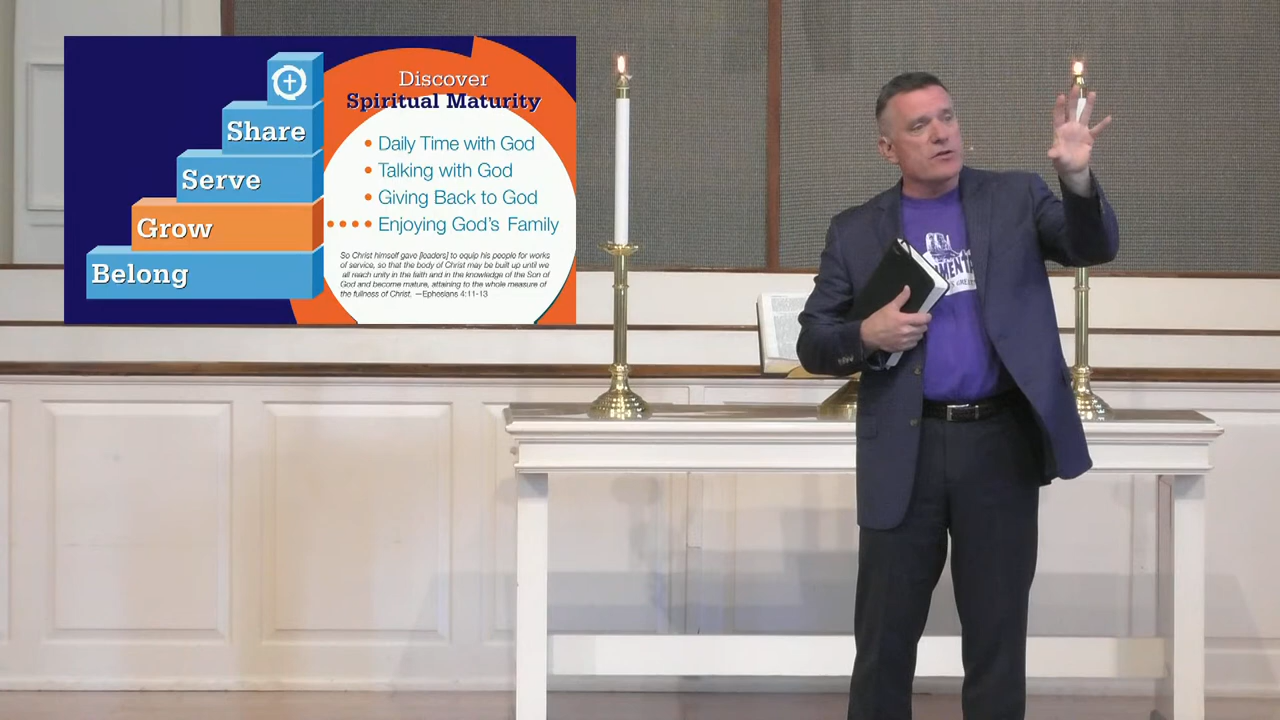 Discover
Spiritual Maturity
• Daily Time with God
• Talking with God
• Giving Back to God
• Enjoying God's Family
So Christ himself gave [leaders] to equip his people for works
of service, so that the body of Christ may be built up until we
all reach unity in the faith and in the knowledge of the Son of
God and become mature, attaining to the whole measure of
the fullness of Christ. —Ephesians 4:11-13
Share
Serve
Grow
Belong